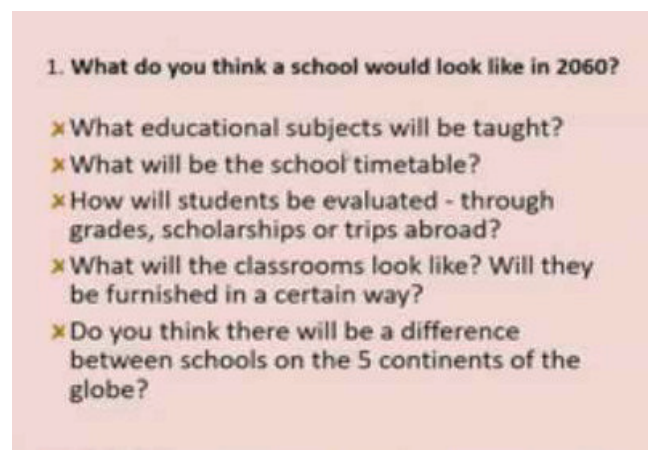 1. What do you think a school would look like in 2060?
×What educational subjects will be taught?
×What will be the school timetable?
×How will students be evaluated - through
grades, scholarships or trips abroad?
×What will the classrooms look like? Will they
be furnished in a certain way?
×Do you think there will be a difference
between schools on the 5 continents of the
globe?